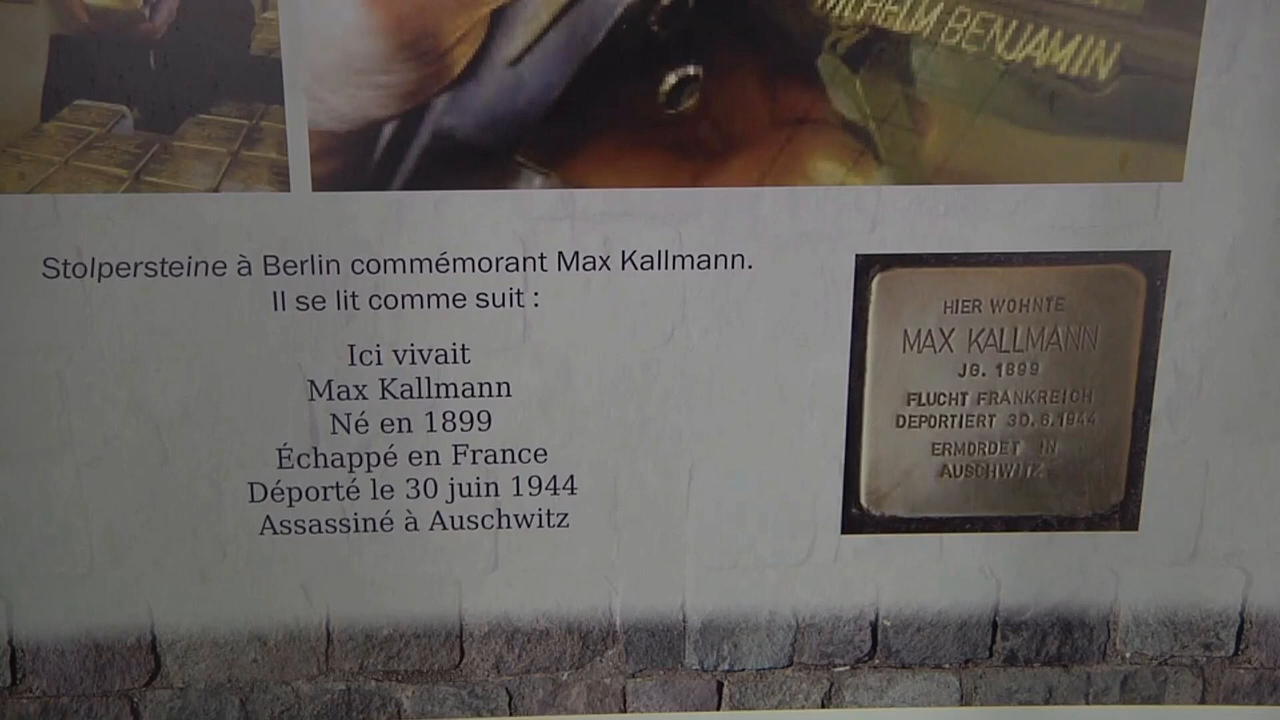 WILHELM BENJAMIN
Stolpersteine à Berlin commémorant Max Kallmann.
Il se lit comme suit :
Ici vivait
Max Kallmann
Né en 1899
Échappé en France
Déporté le 30 juin 1944
Assassiné à Auschwitz
HIER WOHNTE
MAX KALLMANN
JG. 1899
FLUCHT FRANKREICH
DEPORTIERT 30.6.1944
ERMORDET IN
AUSCHWITZ